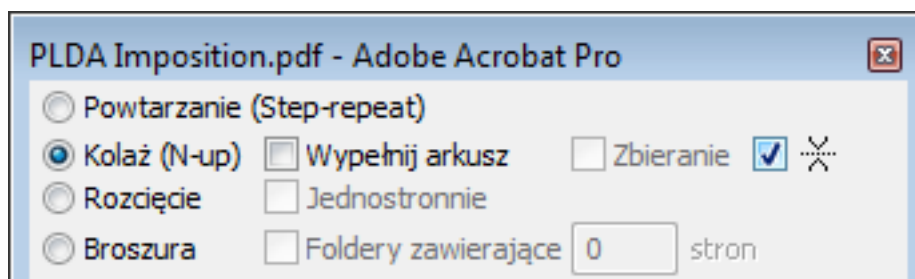 PLDA Imposition.pdf - Adobe Acrobat Pro
Powtarzanie (Step-repeat)
Kolaż (N-up) Wypełnij arkusz Zbieranie
Rozcięcie Jednostronnie
Broszura Foldery zawierające 0 stron